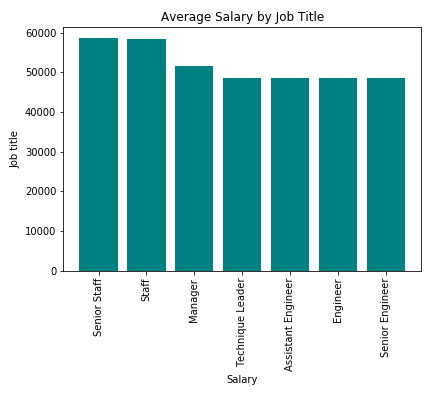 Average Salary by Job Title
60000
50000
40000
30000
20000
10000
0
Job title
Senior Staff
Staff
Manager
Technique Leader
Assistant Engineer
Engineer
Senior Engineer
Salary